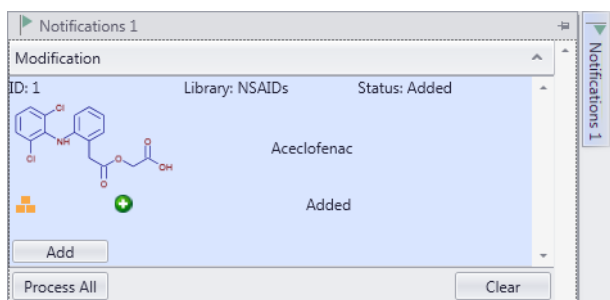 Notifications 1
Modification
ID: 1 Library: NSAIDs Status: Added
Cl
NH
Cl
O
O
OH
O
Aceclofenac
Added
Add
Process All Clear
Notifications 1